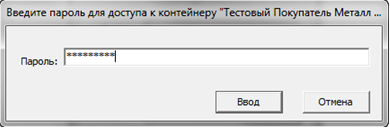 Введите пароль для доступа к контейнеру "Тестовый Покупатель Металл ...
Пароль: *********
Ввод Отмена